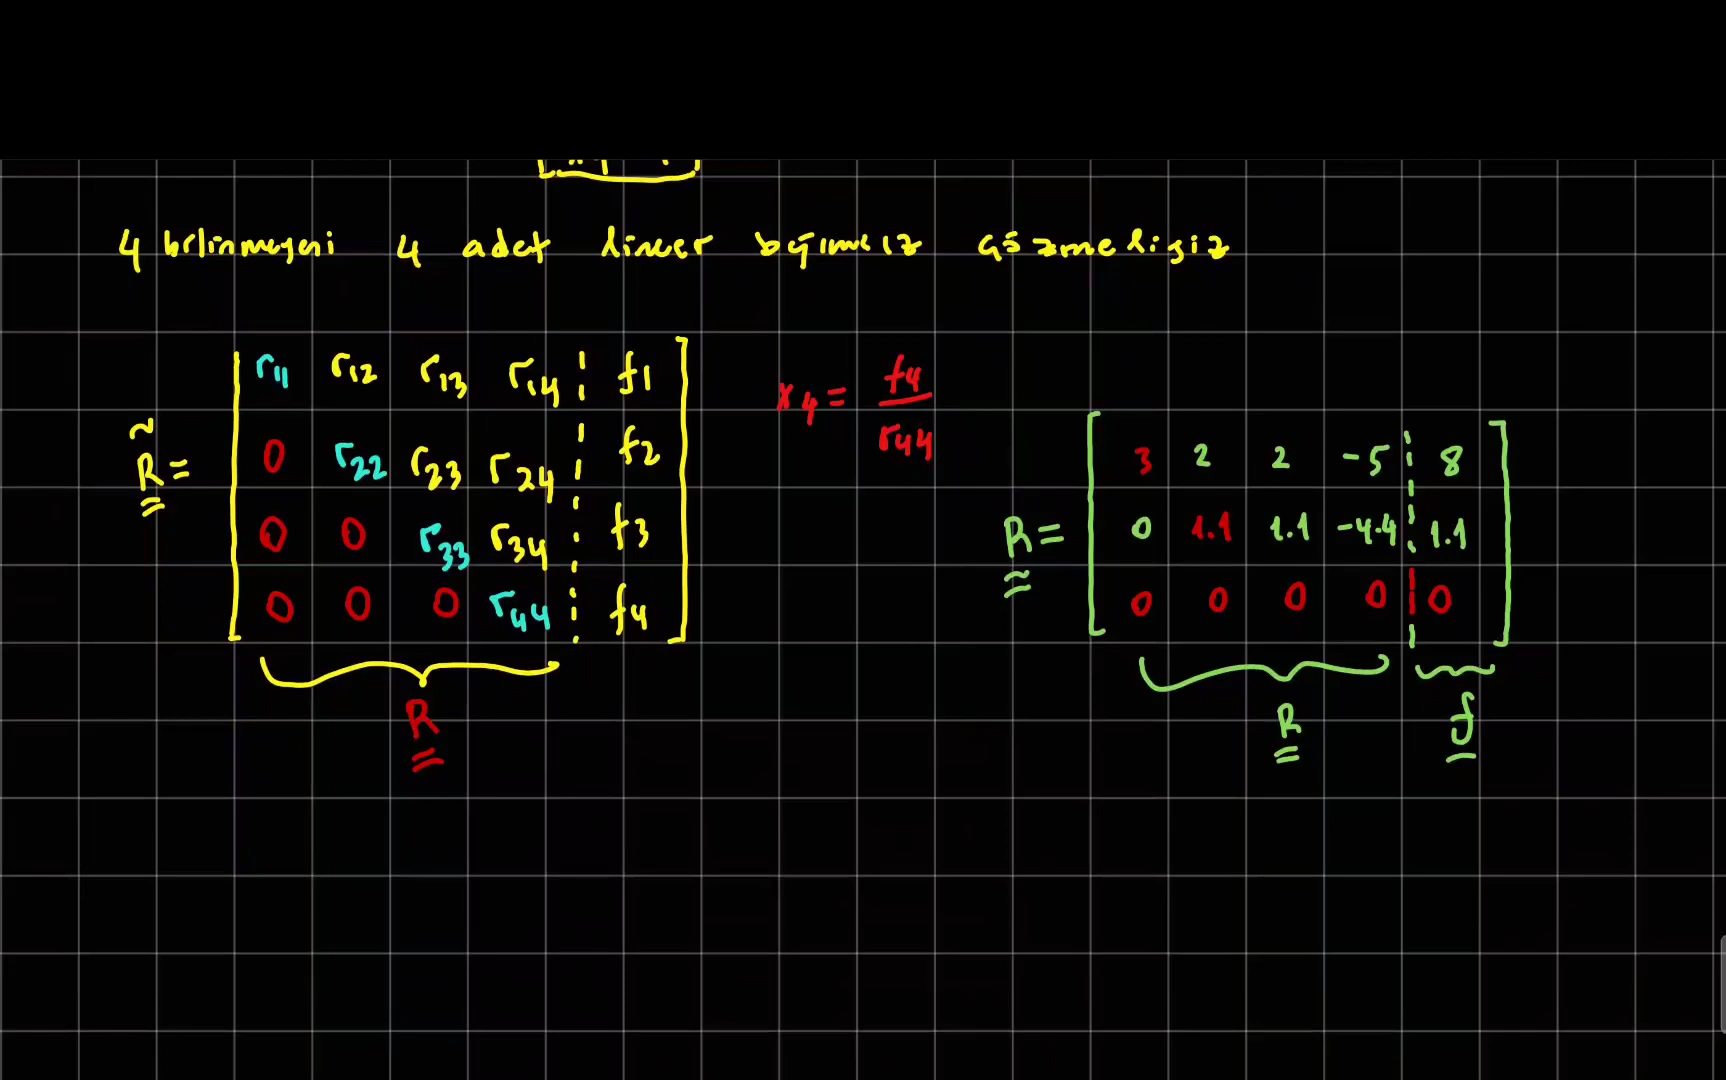 4 bilinmeyeni 4 adet lineer bağımsız çözmeliyiz
R̃ = [ r11 r12 r13 r14 ¦ f1 ]
[ 0 r22 r23 r24 ¦ f2 ]
[ 0 0 r33 r34 ¦ f3 ]
[ 0 0 0 r44 ¦ f4 ]
R
x4 = f4 / r44
R = [ 3 2 2 -5 ¦ 8 ]
[ 0 1.1 1.1 -4.4 ¦ 1.1 ]
[ 0 0 0 0 ¦ 0 ]
R f